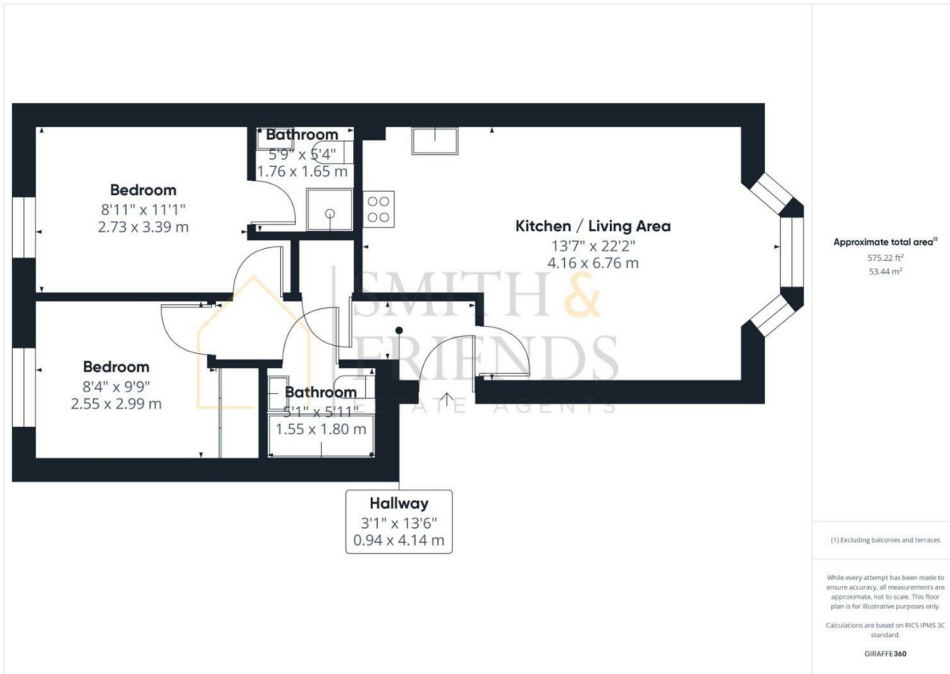 Bathroom
5'9" x 5'4"
1.76 x 1.65 m
Bedroom
8'11" x 11'1"
2.73 x 3.39 m
Kitchen / Living Area
13'7" x 22'2"
4.16 x 6.76 m
SMITH &
FRIENDS
ESTATE AGENTS
Bedroom
8'4" x 9'9"
2.55 x 2.99 m
Bathroom
5'1" x 5'11"
1.55 x 1.80 m
Hallway
3'1" x 13'6"
0.94 x 4.14 m
Approximate total area(1)
575.22 ft²
53.44 m²
(1) Excluding balconies and terraces
While every attempt has been made to
ensure accuracy, all measurements are
approximate, not to scale. This floor
plan is for illustrative purposes only.
Calculations are based on RICS IPMS 3C
standard.
GIRAFFE360